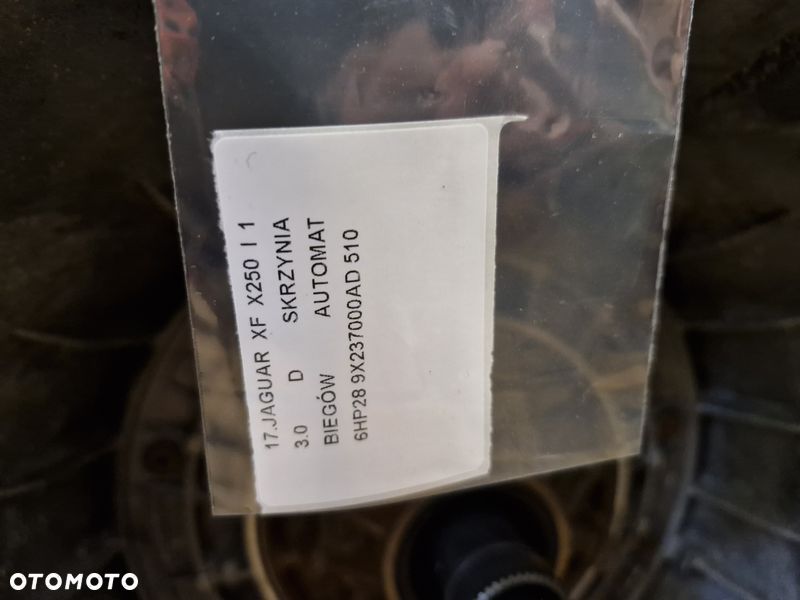 17.JAGUAR XF X250 I 1
3.0 D SKRZYNIA
BIEGÓW AUTOMAT
6HP28 9X237000AD 510
OTOMOTO